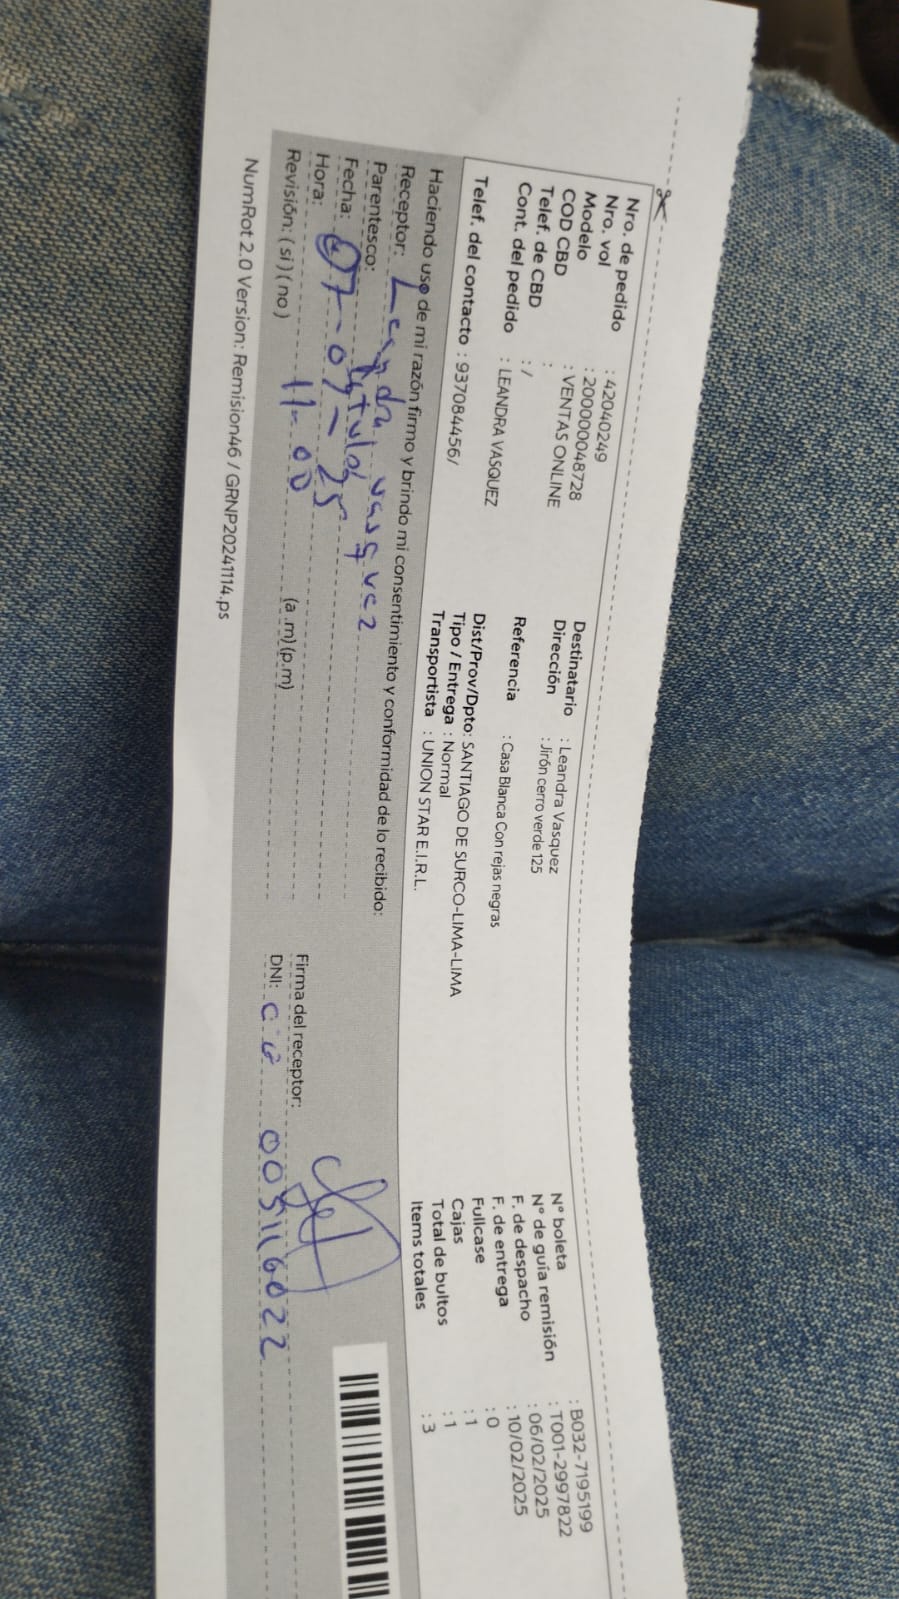 Nro. de pedido : 42040249
Nro. vol : 200000048728
Modelo : VENTAS ONLINE
COD CBD :
Telef. de CBD : /
Cont. del pedido : LEANDRA VASQUEZ
Telef. del contacto : 937084456/
Destinatario : Leandra Vasquez
Dirección : Jirón cerro verde 125
Referencia : Casa Blanca Con rejas negras
Dist/Prov/Dpto: SANTIAGO DE SURCO-LIMA-LIMA
Tipo / Entrega : Normal
Transportista : UNION STAR E.I.R.L.
N° boleta : B032-7195199
N° de guía remisión : T001-2997822
F. de despacho : 06/02/2025
F. de entrega : 10/02/2025
Fullcase : 0
Cajas : 1
Total de bultos : 1
Items totales : 3
Haciendo uso de mi razón firmo y brindo mi consentimiento y conformidad de lo recibido:
Receptor: Leandra vasquez
Parentesco: titular
Fecha: 07-02-25
Hora: 11-00 (a.m)(p.m)
Revisión: (si) (no)
Firma del receptor:
DNI:
NumRot 2.0 Version: Remision46 / GRNP20241114.ps